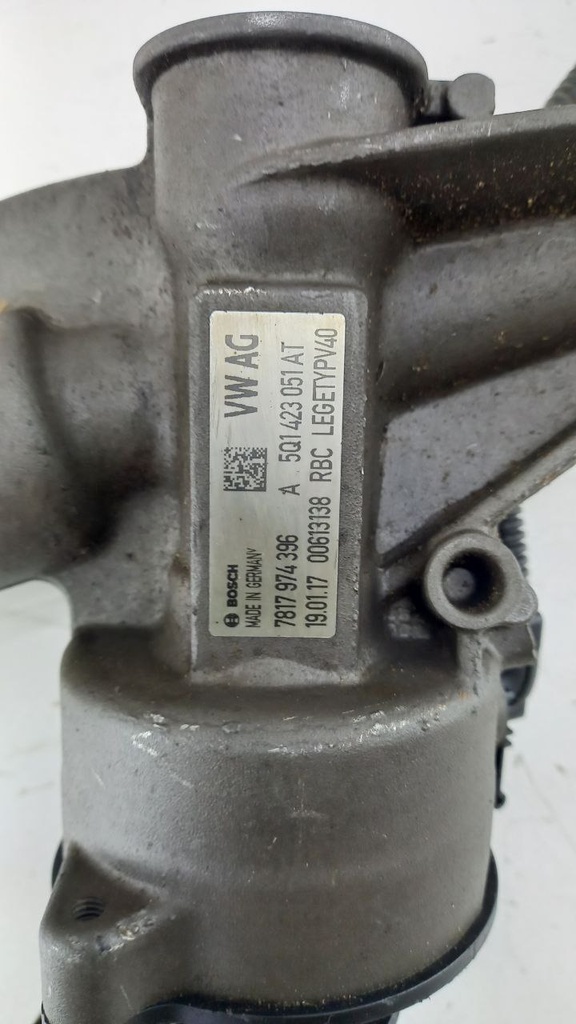 VW AG
BOSCH
MADE IN GERMANY
7817 974 396 A 5Q1 423 051 AT
19.01.17 00613138 RBC LEGETYPV40